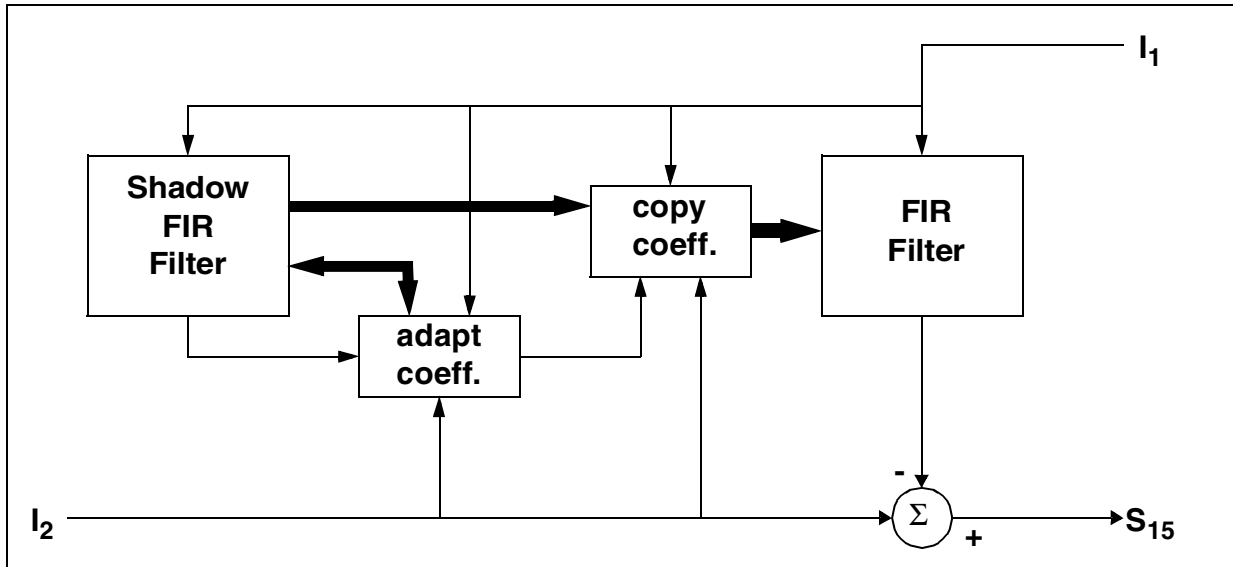 I1
Shadow
FIR
Filter
copy
coeff.
FIR
Filter
adapt
coeff.
-
I2
Σ
+
S15